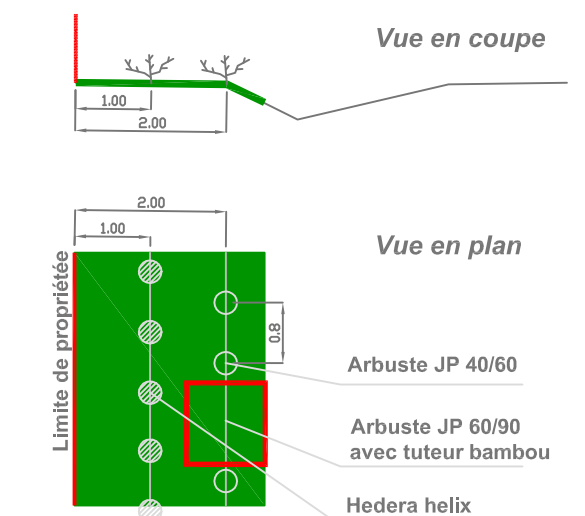 Vue en coupe
1.00
2.00
2.00
1.00
Vue en plan
Limite de propriétée
0.8
Arbuste JP 40/60
Arbuste JP 60/90
avec tuteur bambou
Hedera helix